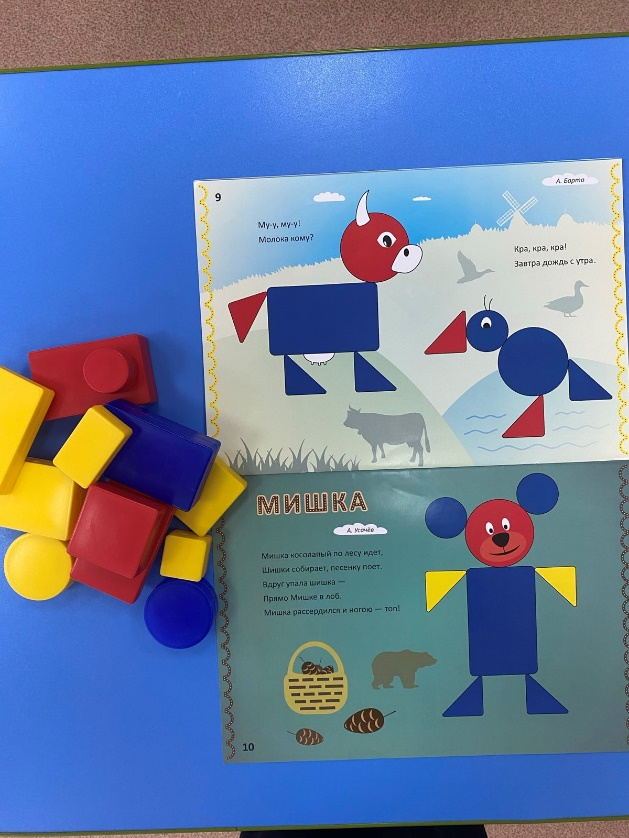 9
А. Барто
Му-у, му-у!
Молока кому?
Кра, кра, кра!
Завтра дождь с утра.
МИШКА
А. Усачёв
Мишка косолапый по лесу идет,
Шишки собирает, песенку поет.
Вдруг упала шишка —
Прямо Мишке в лоб.
Мишка рассердился и ногою — топ!
10